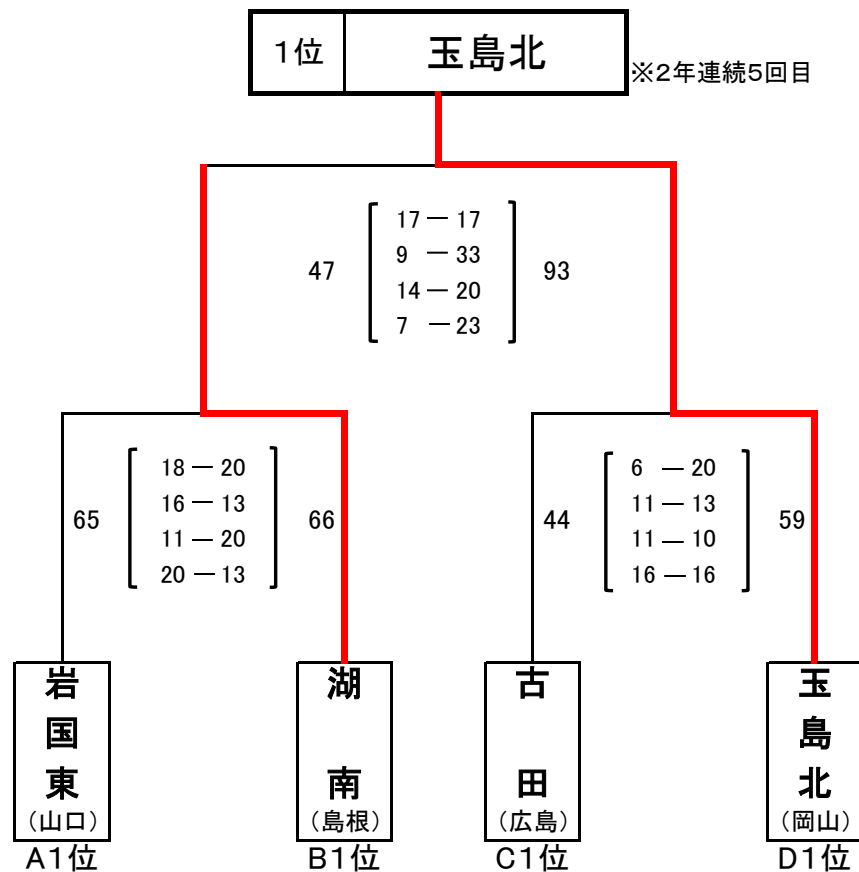 1位 玉島北
※2年連続5回目
47 93
17 ― 17
9 ― 33
14 ― 20
7 ― 23
65 66
18 ― 20
16 ― 13
11 ― 20
20 ― 13
44 59
6 ― 20
11 ― 13
11 ― 10
16 ― 16
岩国東
(山口)
A1位
湖南
(島根)
B1位
古田
(広島)
C1位
玉島北
(岡山)
D1位